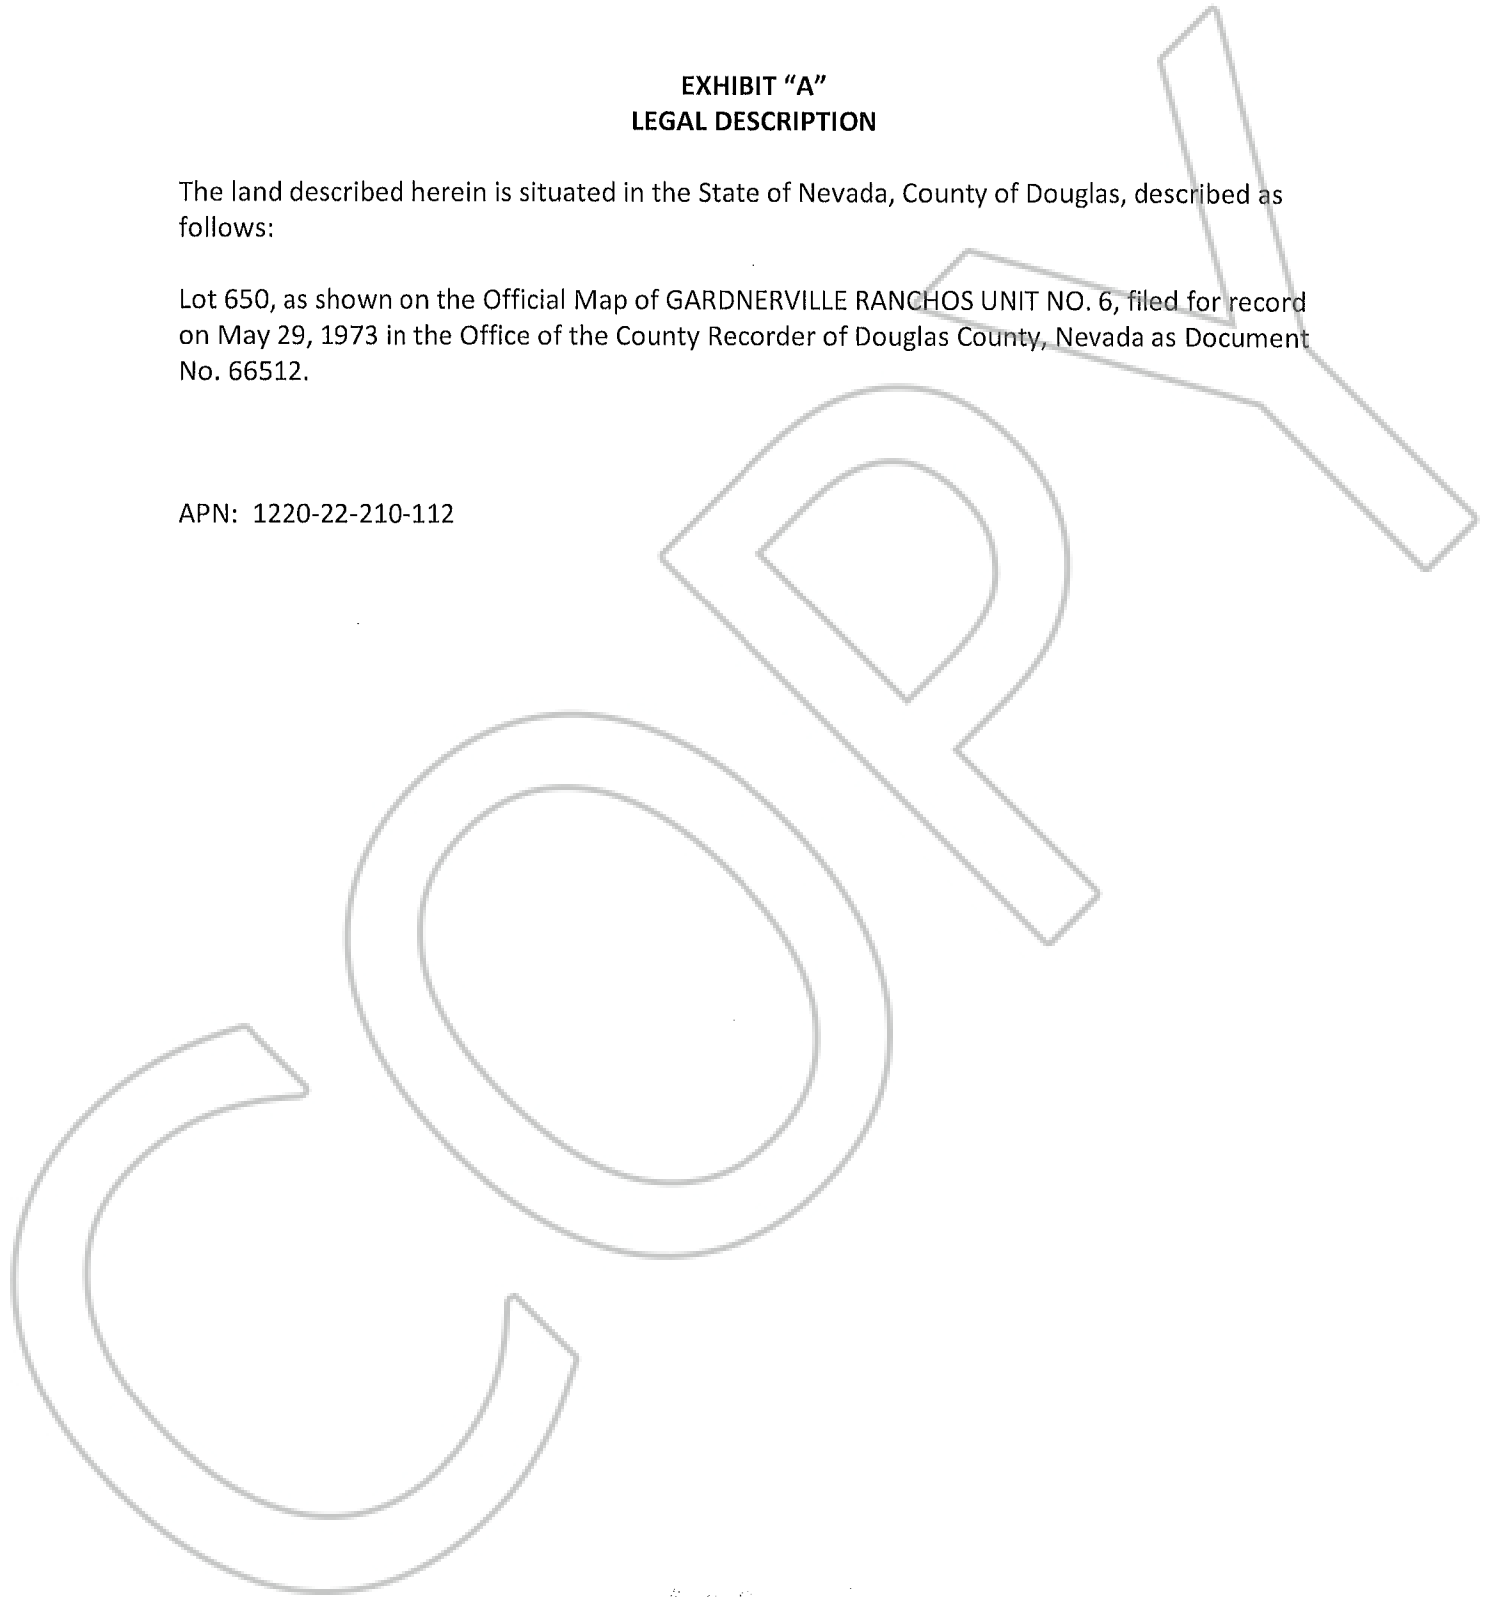 EXHIBIT “A”
LEGAL DESCRIPTION
The land described herein is situated in the State of Nevada, County of Douglas, described as
follows:
Lot 650, as shown on the Official Map of GARDNERVILLE RANCHOS UNIT NO. 6, filed for record
on May 29, 1973 in the Office of the County Recorder of Douglas County, Nevada as Document
No. 66512.
APN:  1220-22-210-112
COPY